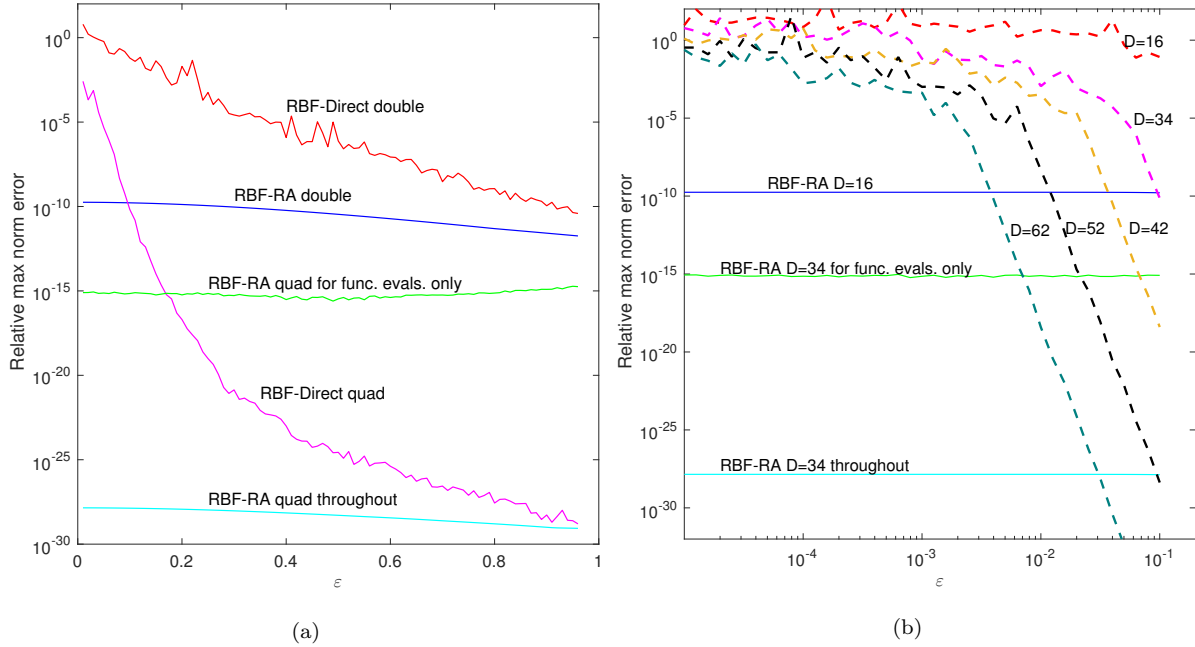 Relative max norm error
10^0
10^-5
10^-10
10^-15
10^-20
10^-25
10^-30
RBF-Direct double
RBF-RA double
RBF-RA quad for func. evals. only
RBF-Direct quad
RBF-RA quad throughout
0 0.2 0.4 0.6 0.8 1
ε
(a)
Relative max norm error
10^0
10^-5
10^-10
10^-15
10^-20
10^-25
10^-30
D=16
D=34
RBF-RA D=16
D=62 D=52 D=42
RBF-RA D=34 for func. evals. only
RBF-RA D=34 throughout
10^-4 10^-3 10^-2 10^-1
ε
(b)